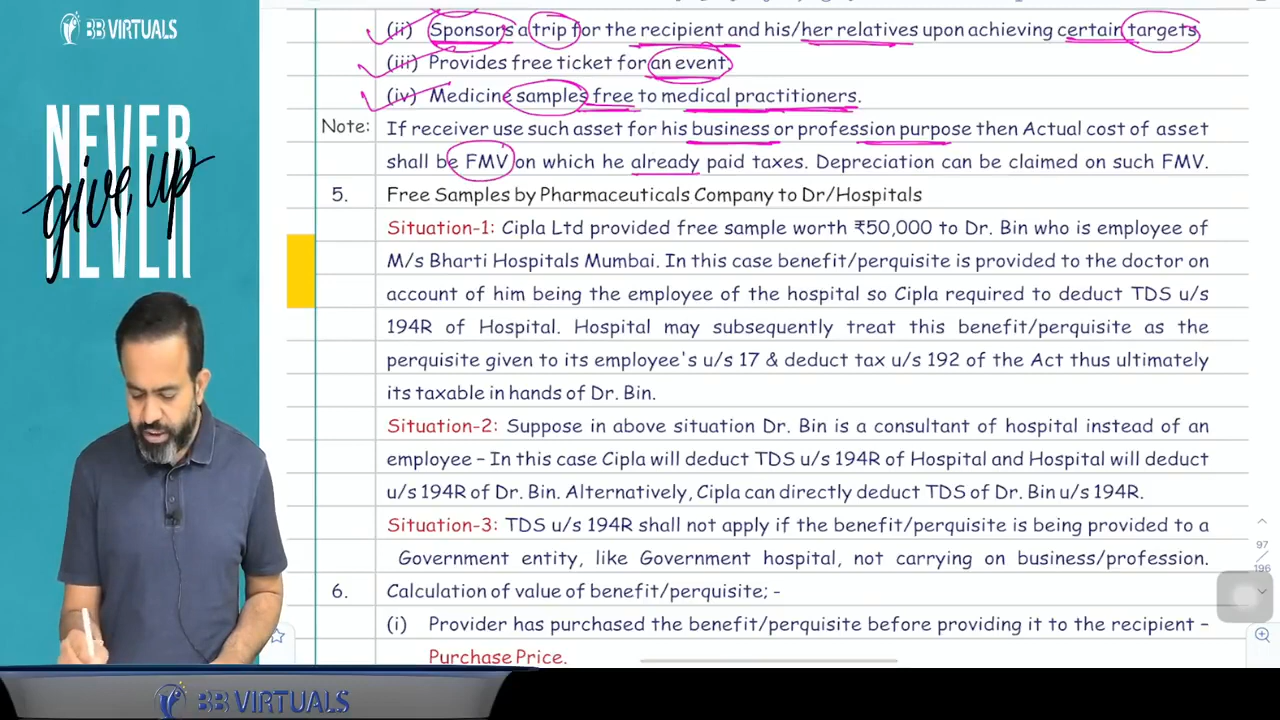 BB VIRTUALS
NEVER
give up
NEVER
(ii) Sponsors a trip for the recipient and his/her relatives upon achieving certain targets
(iii) Provides free ticket for an event
(iv) Medicine samples free to medical practitioners.
Note: If receiver use such asset for his business or profession purpose then Actual cost of asset
shall be FMV on which he already paid taxes. Depreciation can be claimed on such FMV.
5. Free Samples by Pharmaceuticals Company to Dr/Hospitals
Situation-1: Cipla Ltd provided free sample worth ₹50,000 to Dr. Bin who is employee of
M/s Bharti Hospitals Mumbai. In this case benefit/perquisite is provided to the doctor on
account of him being the employee of the hospital so Cipla required to deduct TDS u/s
194R of Hospital. Hospital may subsequently treat this benefit/perquisite as the
perquisite given to its employee's u/s 17 & deduct tax u/s 192 of the Act thus ultimately
its taxable in hands of Dr. Bin.
Situation-2: Suppose in above situation Dr. Bin is a consultant of hospital instead of an
employee – In this case Cipla will deduct TDS u/s 194R of Hospital and Hospital will deduct
u/s 194R of Dr. Bin. Alternatively, Cipla can directly deduct TDS of Dr. Bin u/s 194R.
Situation-3: TDS u/s 194R shall not apply if the benefit/perquisite is being provided to a
Government entity, like Government hospital, not carrying on business/profession.
6. Calculation of value of benefit/perquisite; -
(i) Provider has purchased the benefit/perquisite before providing it to the recipient –
Purchase Price.
97
196
BB VIRTUALS